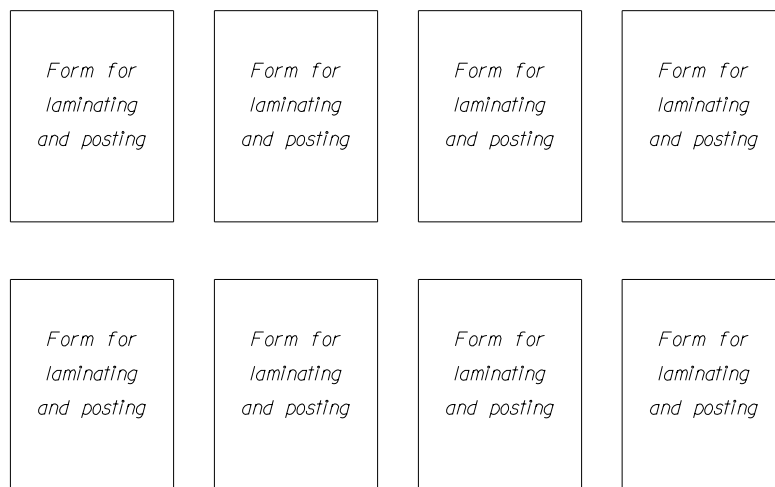 Form for
laminating
and posting
Form for
laminating
and posting
Form for
laminating
and posting
Form for
laminating
and posting
Form for
laminating
and posting
Form for
laminating
and posting
Form for
laminating
and posting
Form for
laminating
and posting